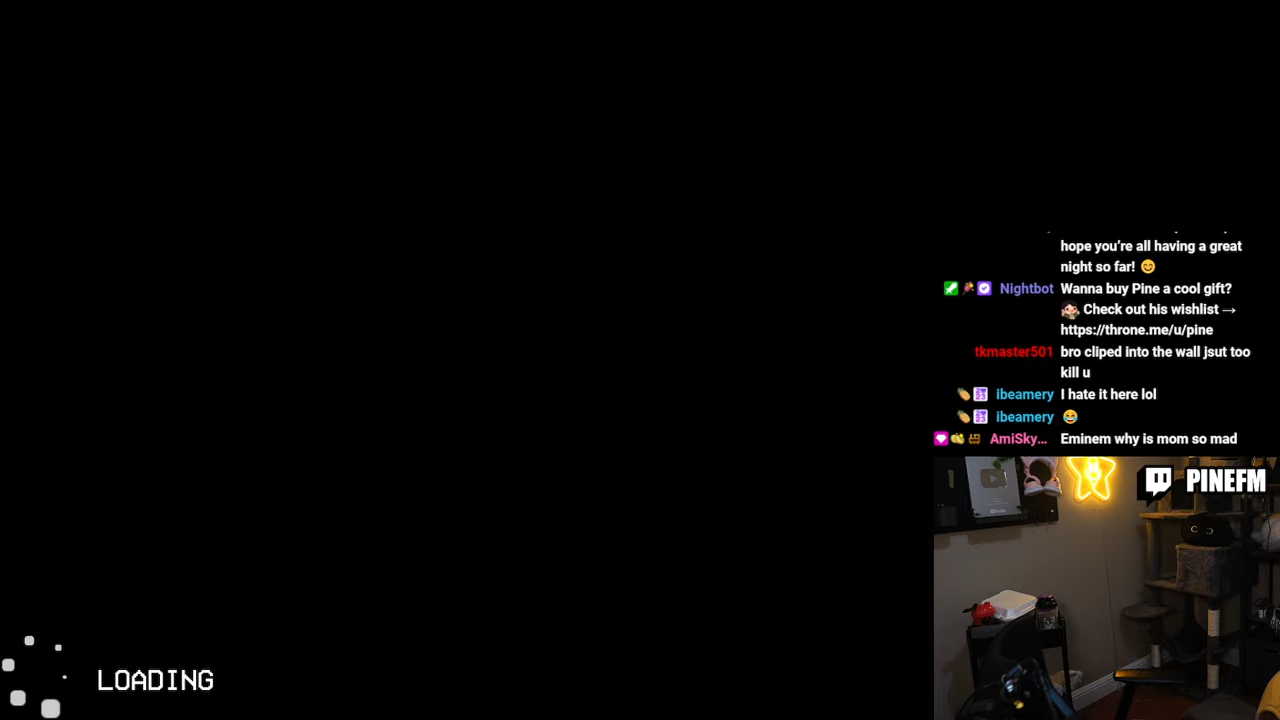 hope you’re all having a great
night so far! 😊
Nightbot Wanna buy Pine a cool gift?
Check out his wishlist →
https://throne.me/u/pine
tkmaster501 bro cliped into the wall jsut too
kill u
ibeamery I hate it here lol
ibeamery 😂
AmiSky... Eminem why is mom so mad
PINEFM
LOADING